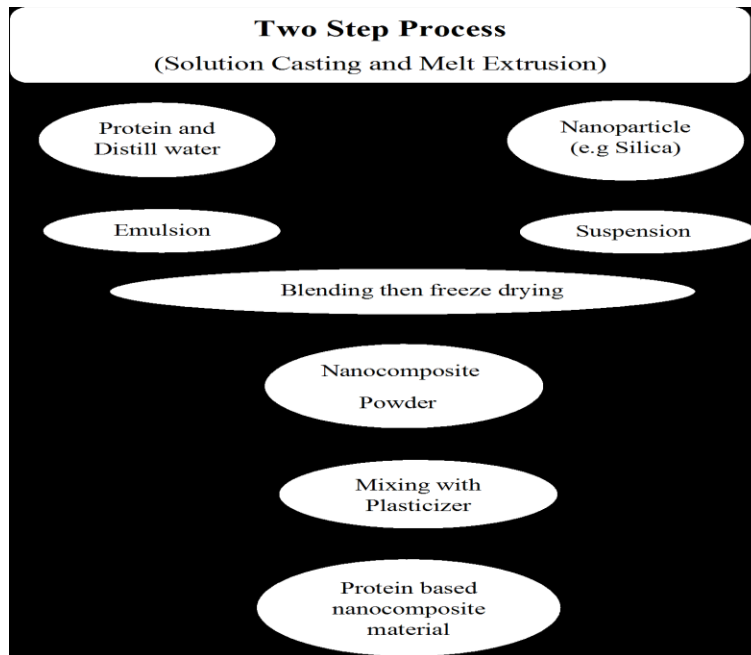 Two Step Process
(Solution Casting and Melt Extrusion)
Protein and
Distill water
Nanoparticle
(e.g Silica)
Emulsion
Suspension
Blending then freeze drying
Nanocomposite
Powder
Mixing with
Plasticizer
Protein based
nanocomposite
material